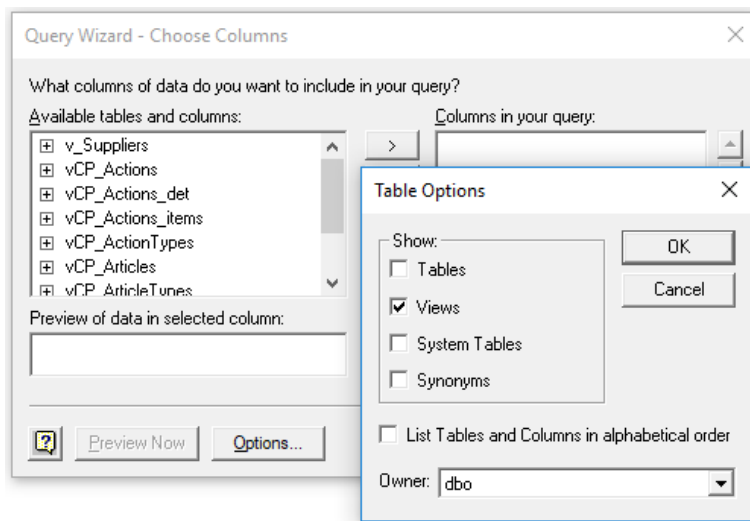 Query Wizard - Choose Columns
What columns of data do you want to include in your query?
Available tables and columns:
Columns in your query:
v_Suppliers
vCP_Actions
vCP_Actions_det
vCP_Actions_items
vCP_ActionTypes
vCP_Articles
vCP_ArticleTypes
>
Preview of data in selected column:
Preview Now
Options...
Table Options
Show:
Tables
Views
System Tables
Synonyms
OK
Cancel
List Tables and Columns in alphabetical order
Owner: dbo